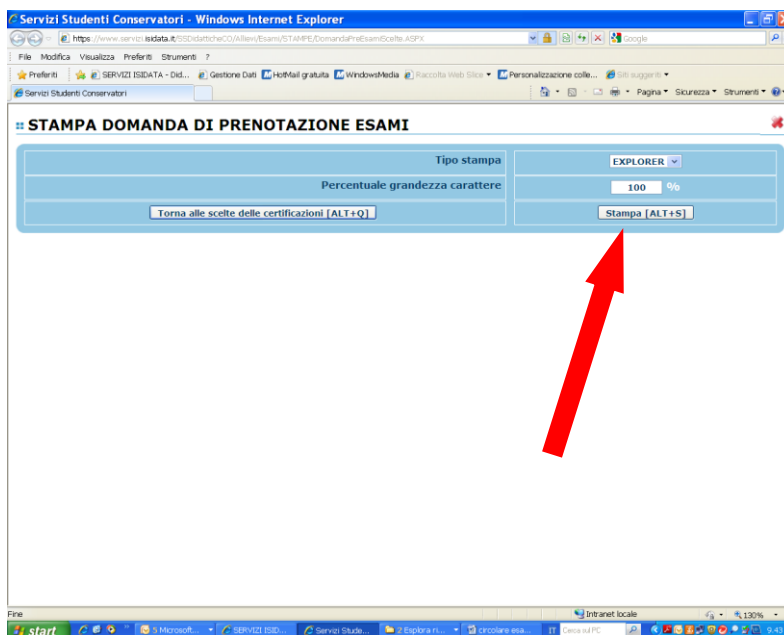 Servizi Studenti Conservatori - Windows Internet Explorer
https://www.servizi.isidata.it/SSDidatticheCO/Allievi/Esami/STAMPE/DomandaPreEsamiScelte.ASPX
Google
File Modifica Visualizza Preferiti Strumenti ?
Preferiti SERVIZI ISIDATA - Did... Gestione Dati HotMail gratuita WindowsMedia Raccolta Web Slice Personalizzazione colle... Siti suggeriti
Servizi Studenti Conservatori Pagina Sicurezza Strumenti
STAMPA DOMANDA DI PRENOTAZIONE ESAMI
Tipo stampa EXPLORER
Percentuale grandezza carattere 100 %
Torna alle scelte delle certificazioni [ALT+Q] Stampa [ALT+S]
Fine Intranet locale 130%
start 5 Microsoft... SERVIZI ISID... Servizi Stude... 2 Esplora ri... circolare esa... IT Cerca sul PC